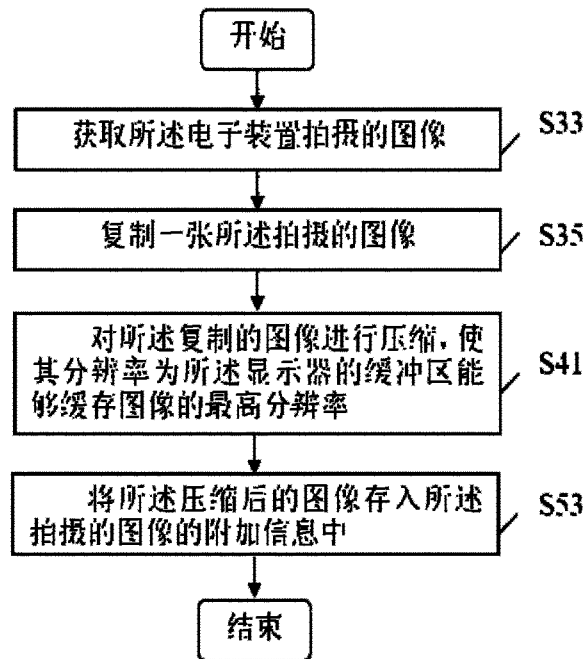 开始
获取所述电子装置拍摄的图像
S33
复制一张所述拍摄的图像
S35
对所述复制的图像进行压缩，使
其分辨率为所述显示器的缓冲区能
够缓存图像的最高分辨率
S41
将所述压缩后的图像存入所述
拍摄的图像的附加信息中
S53
结束